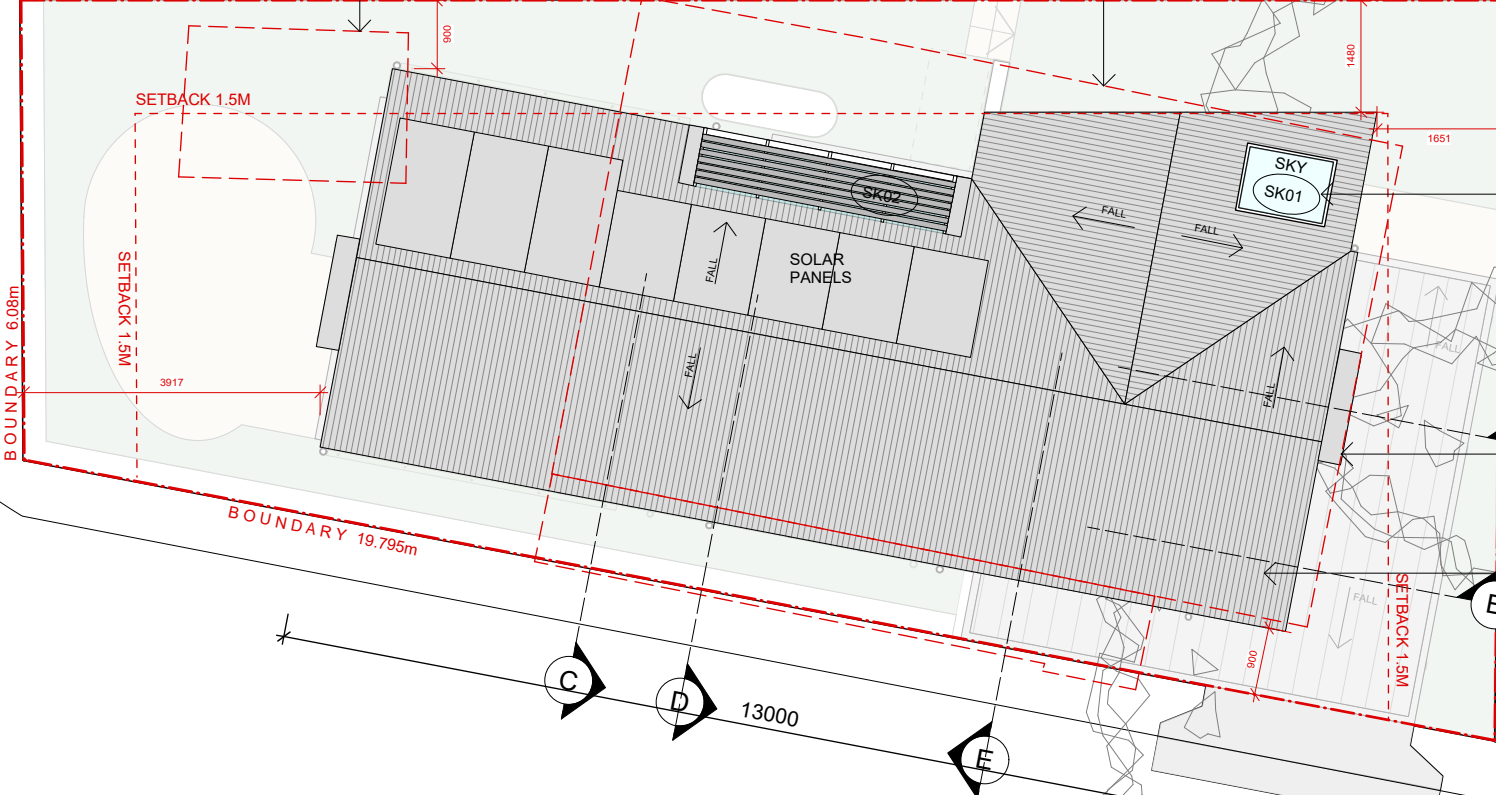 900
1480
SETBACK 1.5M
1651
SKY
SK01
SK02
FALL
FALL
FALL
SOLAR
PANELS
SETBACK 1.5M
BOUNDARY 6.08m
FALL
FALL
FALL
3917
BOUNDARY 19.795m
FALL
SETBACK 1.5M
900
C
D
13000
E